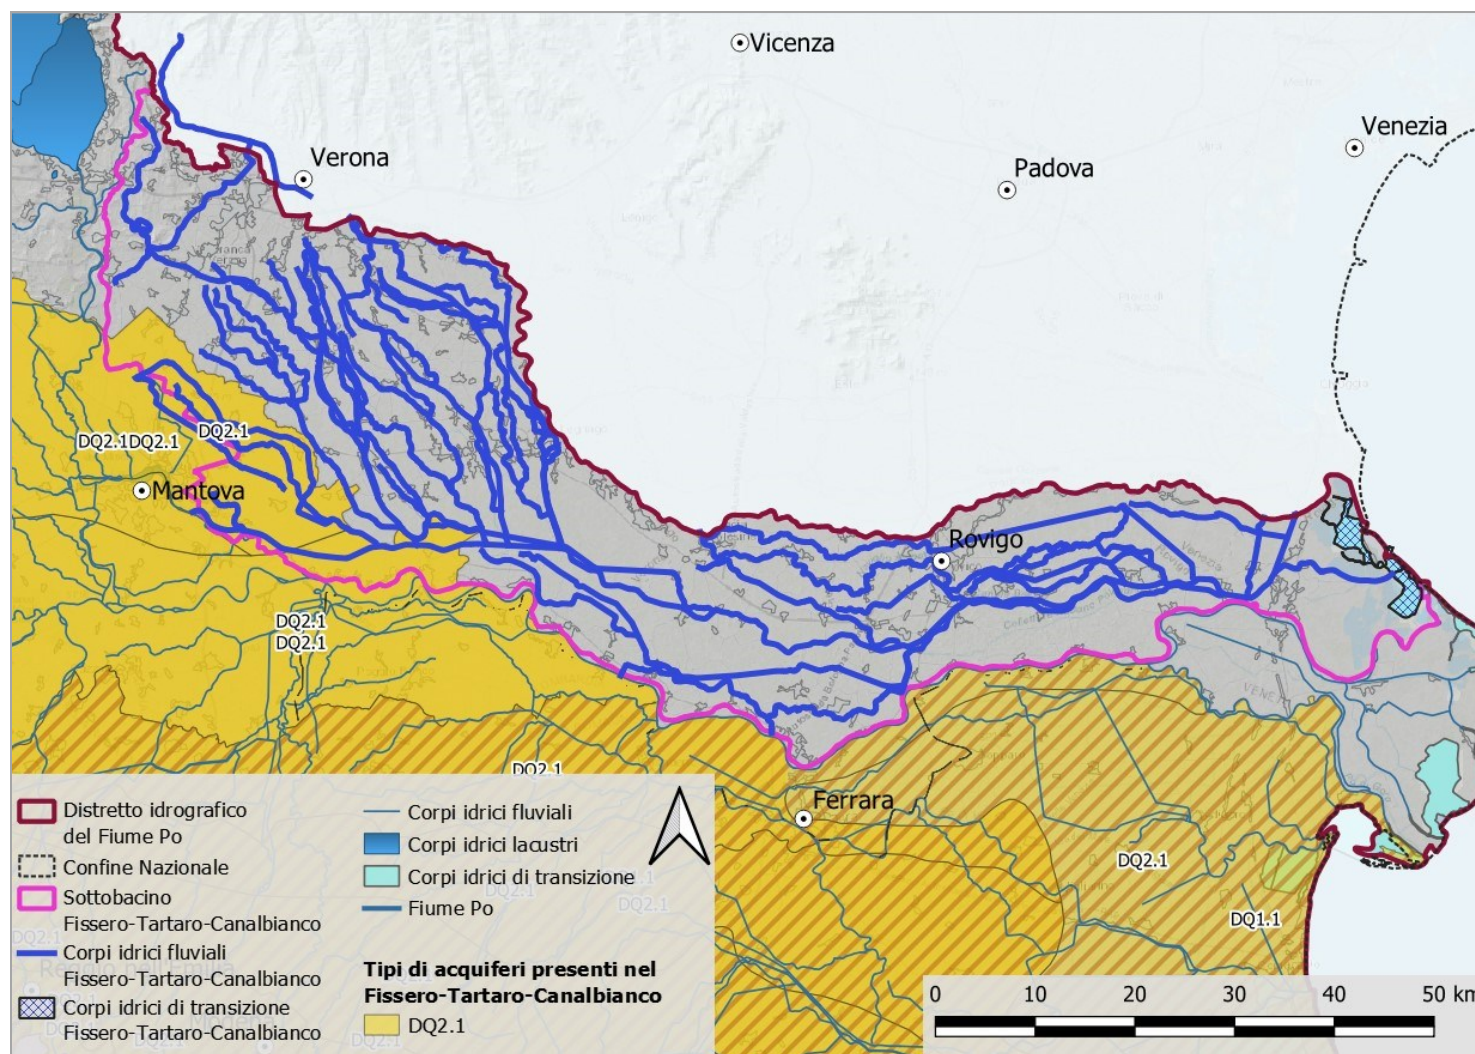 Vicenza
Venezia
Verona
Padova
DQ2.1DQ2.1
DQ2.1
Mantova
Rovigo
DQ2.1
DQ2.1
DQ2.1
Ferrara
DQ2.1
DQ1.1
Distretto idrografico
del Fiume Po
Confine Nazionale
Sottobacino
Fissero-Tartaro-Canalbianco
Corpi idrici fluviali
Fissero-Tartaro-Canalbianco
Corpi idrici di transizione
Fissero-Tartaro-Canalbianco
Corpi idrici fluviali
Corpi idrici lacustri
Corpi idrici di transizione
Fiume Po
Tipi di acquiferi presenti nel
Fissero-Tartaro-Canalbianco
DQ2.1
0 10 20 30 40 50 km